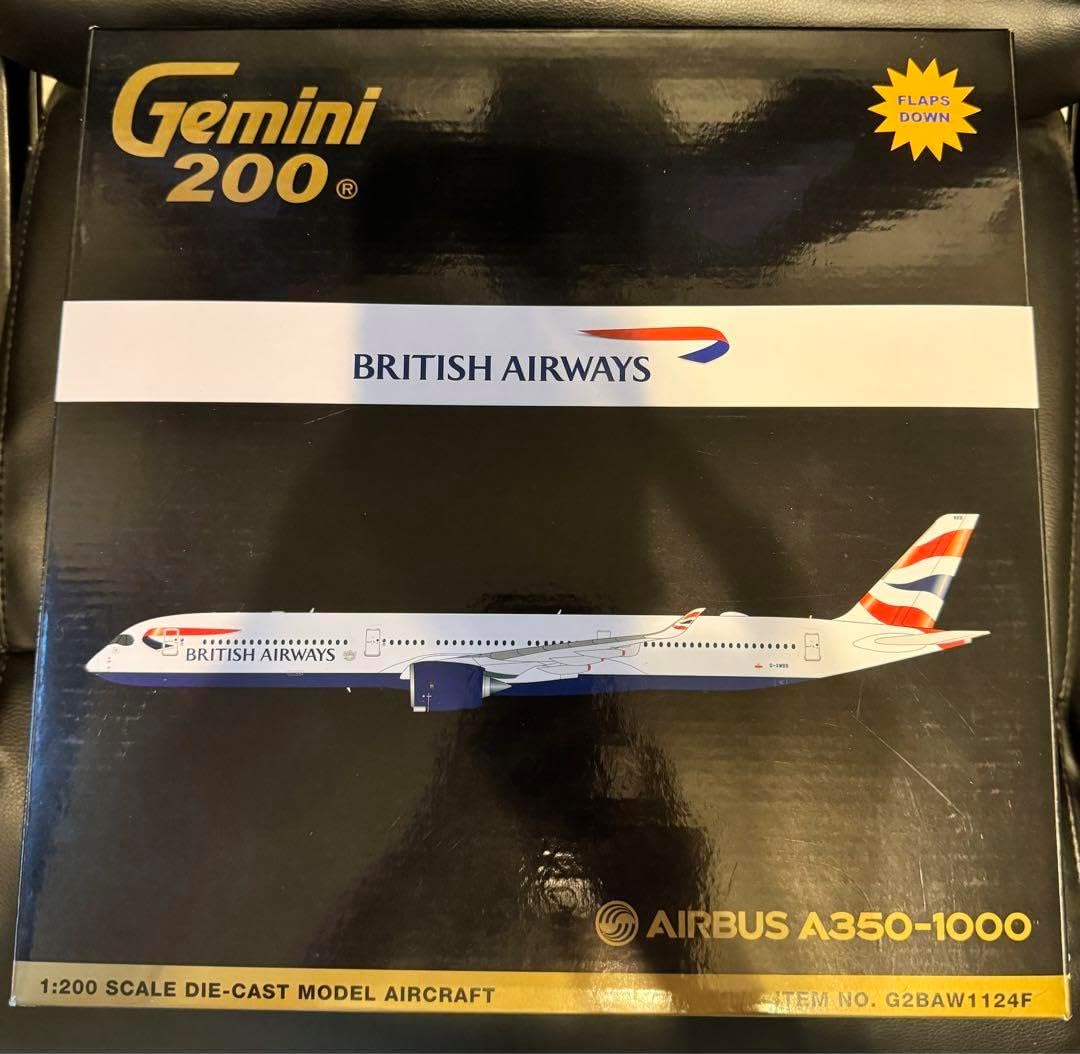 Gemini
200®
FLAPS
DOWN
BRITISH AIRWAYS
BRITISH AIRWAYS
AIRBUS A350-1000
1:200 SCALE DIE-CAST MODEL AIRCRAFT
ITEM NO. G2BAW1124F